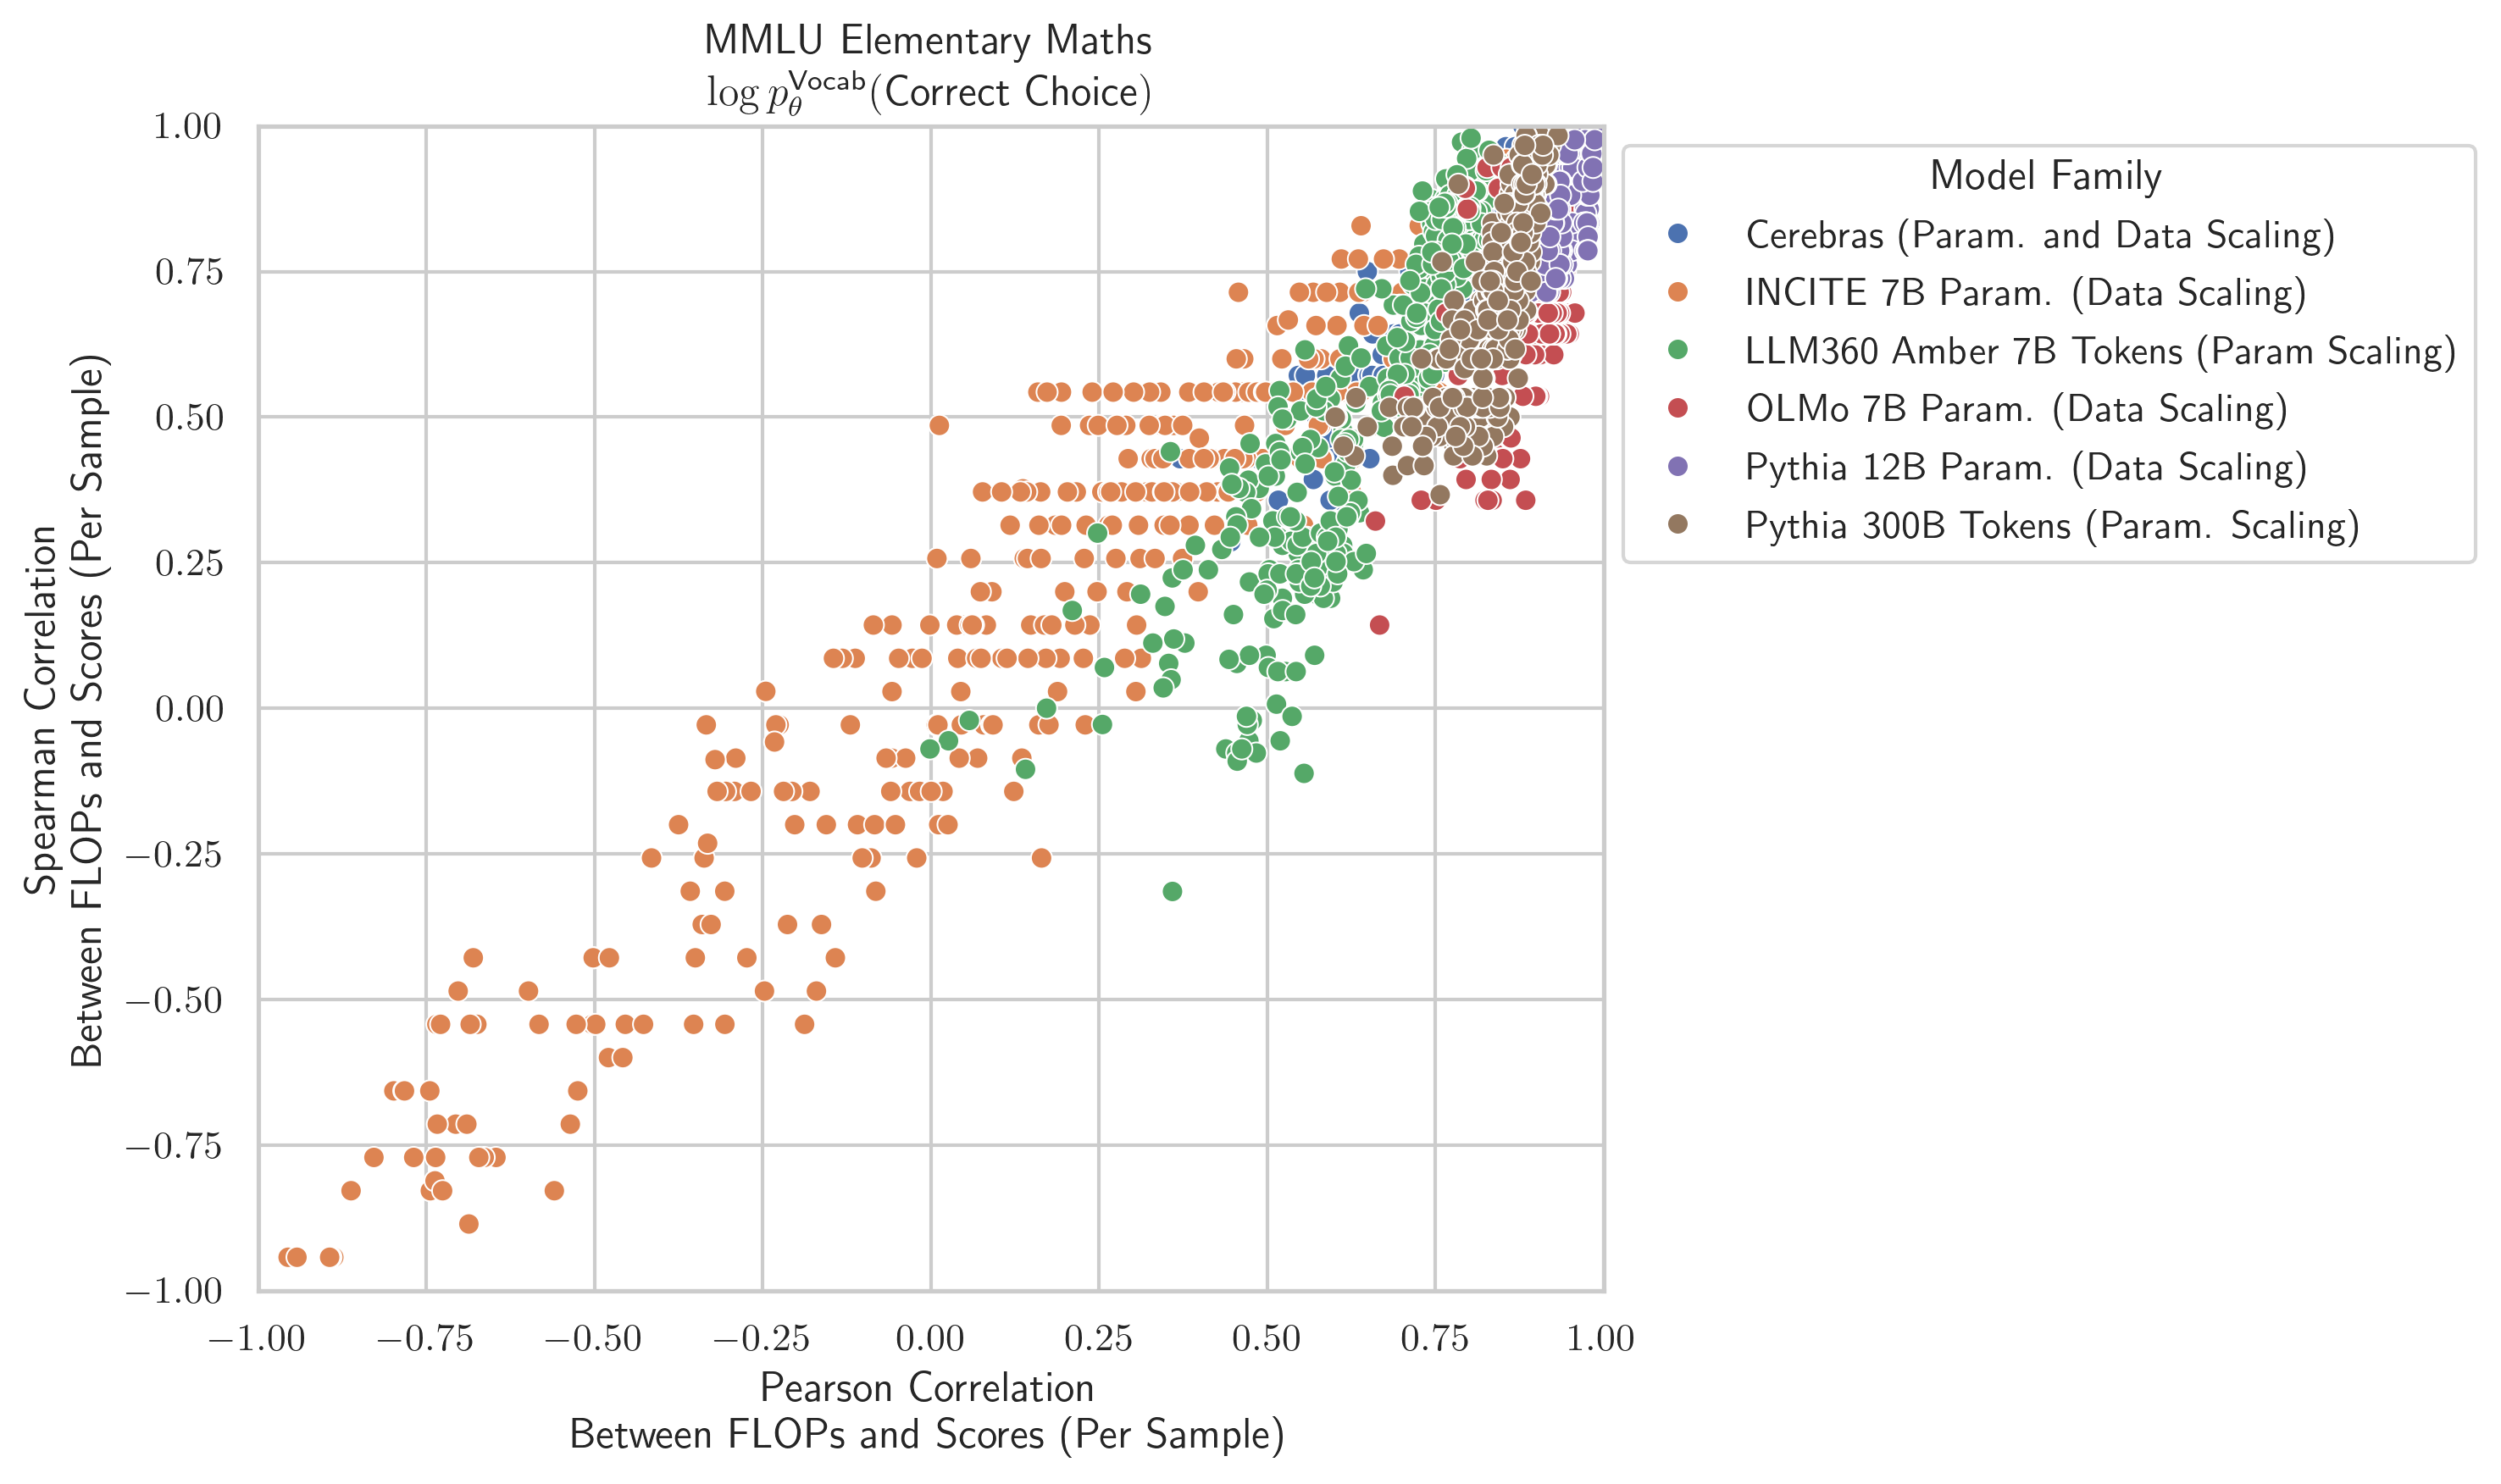 MMLU Elementary Maths
log p_θ^Vocab(Correct Choice)
Spearman Correlation
Between FLOPs and Scores (Per Sample)
1.00
0.75
0.50
0.25
0.00
−0.25
−0.50
−0.75
−1.00
−1.00 −0.75 −0.50 −0.25 0.00 0.25 0.50 0.75 1.00
Pearson Correlation
Between FLOPs and Scores (Per Sample)
Model Family
Cerebras (Param. and Data Scaling)
INCITE 7B Param. (Data Scaling)
LLM360 Amber 7B Tokens (Param Scaling)
OLMo 7B Param. (Data Scaling)
Pythia 12B Param. (Data Scaling)
Pythia 300B Tokens (Param. Scaling)